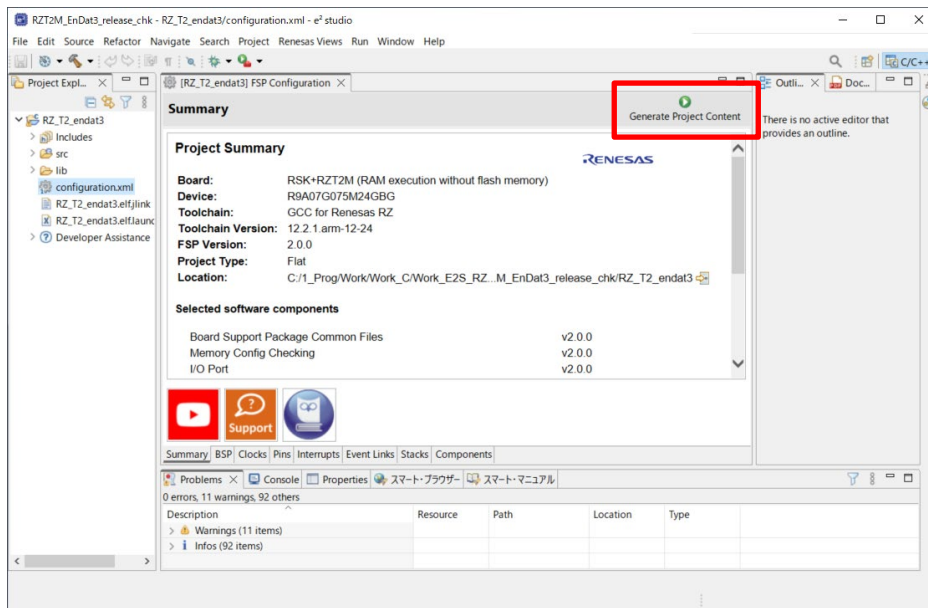 RZT2M_EnDat3_release_chk - RZ_T2_endat3/configuration.xml - e² studio
File Edit Source Refactor Navigate Search Project Renesas Views Run Window Help
C/C++
Project Expl...
[RZ_T2_endat3] FSP Configuration
Outli...
Doc...
RZ_T2_endat3
Includes
src
lib
configuration.xml
RZ_T2_endat3.elf.jlink
RZ_T2_endat3.elf.launc
Developer Assistance
Summary
Generate Project Content
There is no active editor that
provides an outline.
Project Summary
RENESAS
Board: RSK+RZT2M (RAM execution without flash memory)
Device: R9A07G075M24GBG
Toolchain: GCC for Renesas RZ
Toolchain Version: 12.2.1.arm-12-24
FSP Version: 2.0.0
Project Type: Flat
Location: C:/1_Prog/Work/Work_C/Work_E2S_RZ...M_EnDat3_release_chk/RZ_T2_endat3
Selected software components
Board Support Package Common Files v2.0.0
Memory Config Checking v2.0.0
I/O Port v2.0.0
Support
Summary BSP Clocks Pins Interrupts Event Links Stacks Components
Problems Console Properties スマート・ブラウザー スマート・マニュアル
0 errors, 11 warnings, 92 others
Description Resource Path Location Type
Warnings (11 items)
Infos (92 items)